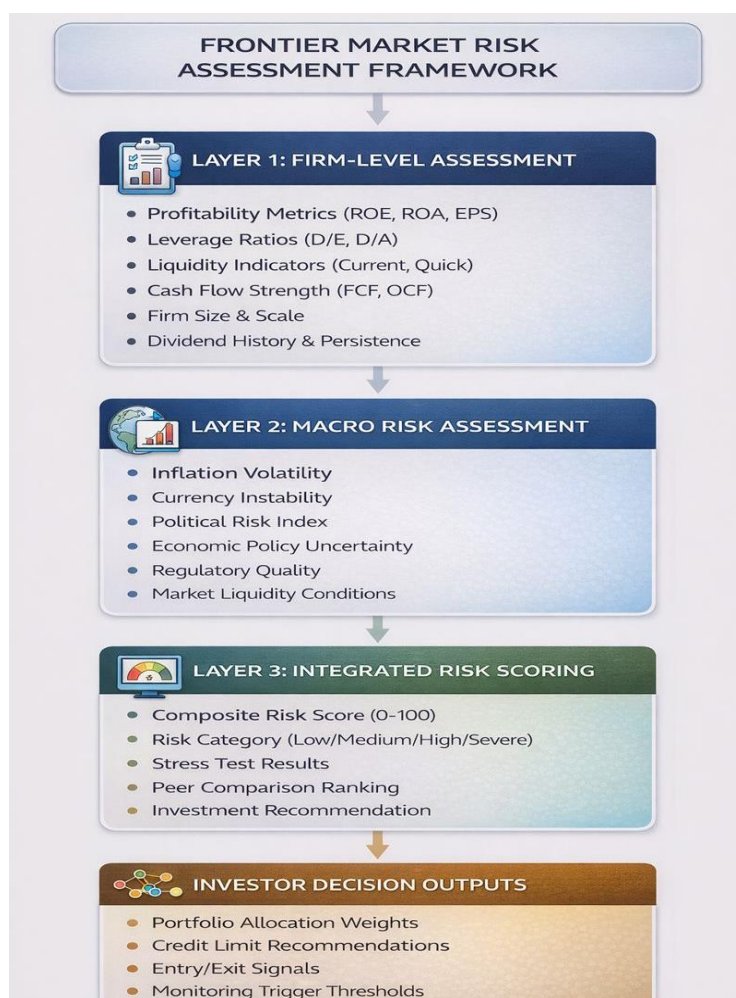 FRONTIER MARKET RISK
ASSESSMENT FRAMEWORK
LAYER 1: FIRM-LEVEL ASSESSMENT
• Profitability Metrics (ROE, ROA, EPS)
• Leverage Ratios (D/E, D/A)
• Liquidity Indicators (Current, Quick)
• Cash Flow Strength (FCF, OCF)
• Firm Size & Scale
• Dividend History & Persistence
LAYER 2: MACRO RISK ASSESSMENT
• Inflation Volatility
• Currency Instability
• Political Risk Index
• Economic Policy Uncertainty
• Regulatory Quality
• Market Liquidity Conditions
LAYER 3: INTEGRATED RISK SCORING
• Composite Risk Score (0-100)
• Risk Category (Low/Medium/High/Severe)
• Stress Test Results
• Peer Comparison Ranking
• Investment Recommendation
INVESTOR DECISION OUTPUTS
• Portfolio Allocation Weights
• Credit Limit Recommendations
• Entry/Exit Signals
• Monitoring Trigger Thresholds